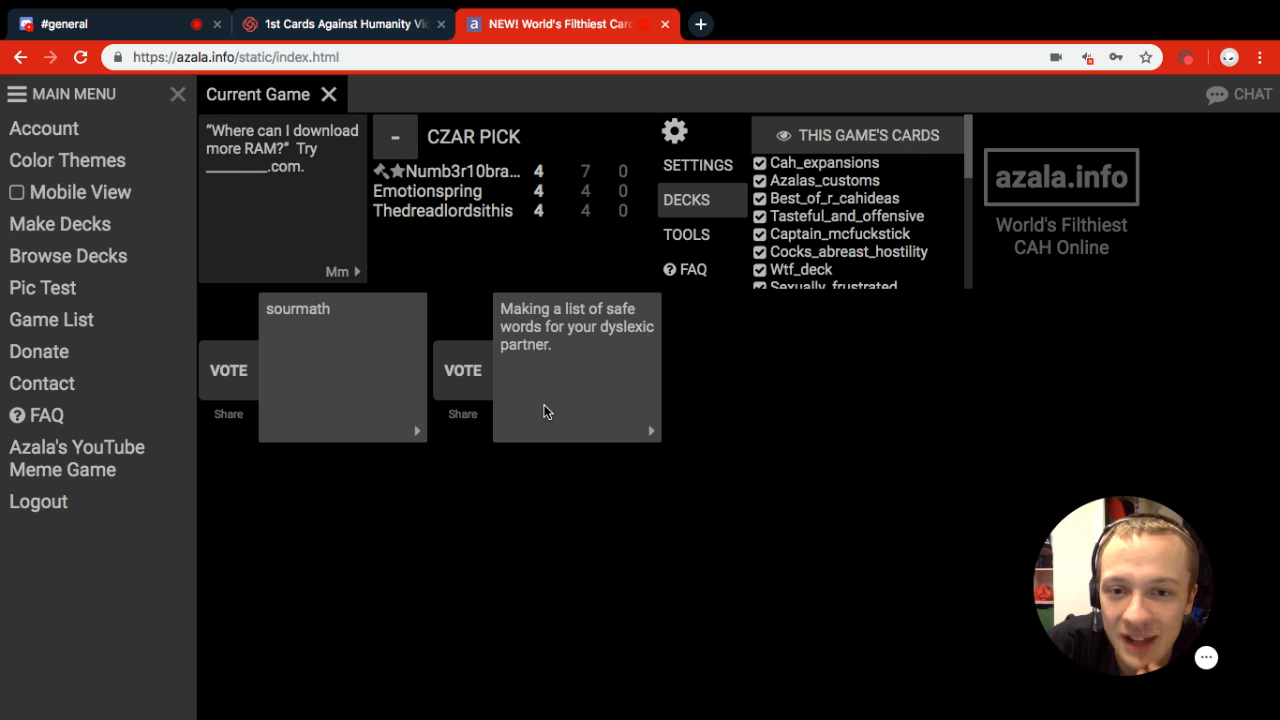 #general
1st Cards Against Humanity Vic
NEW! World's Filthiest Card
https://azala.info/static/index.html
MAIN MENU
Current Game
CHAT
Account
Color Themes
Mobile View
Make Decks
Browse Decks
Pic Test
Game List
Donate
Contact
FAQ
Azala's YouTube
Meme Game
Logout
"Where can I download
more RAM?" Try
________.com.
Mm
- CZAR PICK
Numb3r10bra... 4 7 0
Emotionspring 4 4 0
Thedreadlordsithis 4 4 0
SETTINGS
DECKS
TOOLS
FAQ
THIS GAME'S CARDS
Cah_expansions
Azalas_customs
Best_of_r_cahideas
Tasteful_and_offensive
Captain_mcfuckstick
Cocks_abreast_hostility
Wtf_deck
Sexually_frustrated
azala.info
World's Filthiest
CAH Online
VOTE
Share
sourmath
VOTE
Share
Making a list of safe
words for your dyslexic
partner.